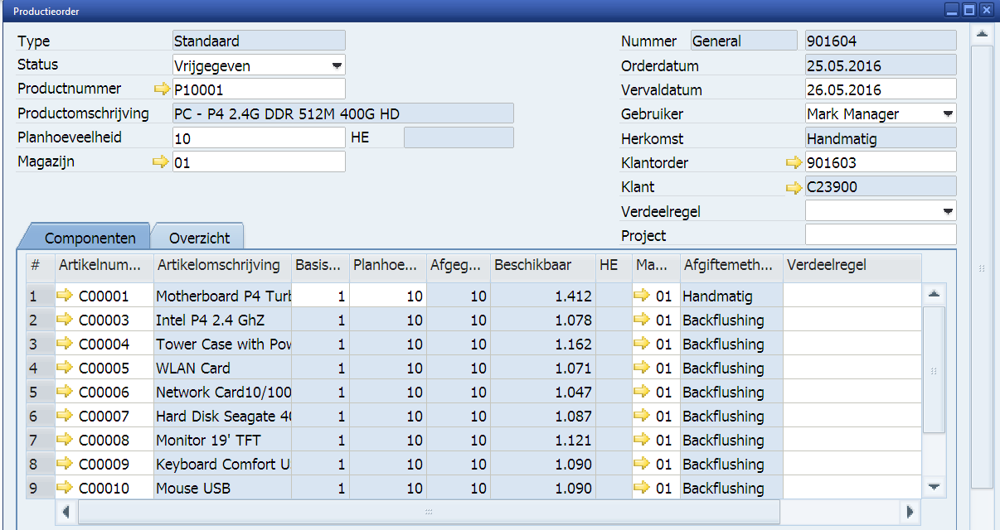 Productieorder
Type Standaard Nummer General 901604
Status Vrijgegeven Orderdatum 25.05.2016
Productnummer P10001 Vervaldatum 26.05.2016
Productomschrijving PC - P4 2.4G DDR 512M 400G HD Gebruiker Mark Manager
Planhoeveelheid 10 HE Herkomst Handmatig
Magazijn 01 Klantorder 901603
Klant C23900
Verdeelregel
Project
Componenten Overzicht
# Artikelnum... Artikelomschrijving Basis... Planhoe... Afgeg... Beschikbaar HE Ma... Afgiftemeth... Verdeelregel
1 C00001 Motherboard P4 Turb 1 10 10 1.412 01 Handmatig
2 C00003 Intel P4 2.4 GhZ 1 10 10 1.078 01 Backflushing
3 C00004 Tower Case with Pow 1 10 10 1.162 01 Backflushing
4 C00005 WLAN Card 1 10 10 1.071 01 Backflushing
5 C00006 Network Card10/100 1 10 10 1.047 01 Backflushing
6 C00007 Hard Disk Seagate 40 1 10 10 1.087 01 Backflushing
7 C00008 Monitor 19' TFT 1 10 10 1.121 01 Backflushing
8 C00009 Keyboard Comfort U 1 10 10 1.090 01 Backflushing
9 C00010 Mouse USB 1 10 10 1.090 01 Backflushing